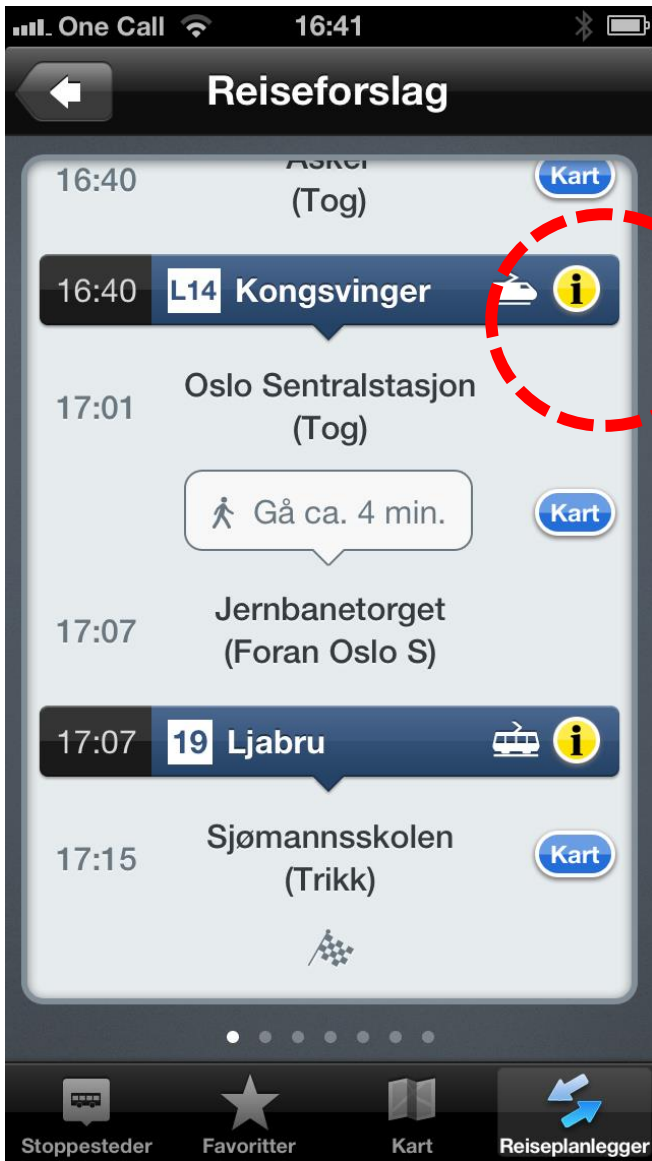 One Call 16:41
Reiseforslag
Asker
16:40 Kart
(Tog)
16:40 L14 Kongsvinger i
Oslo Sentralstasjon
17:01
(Tog)
Gå ca. 4 min. Kart
Jernbanetorget
17:07
(Foran Oslo S)
17:07 19 Ljabru i
Sjømannsskolen
17:15 Kart
(Trikk)
Stoppesteder Favoritter Kart Reiseplanlegger